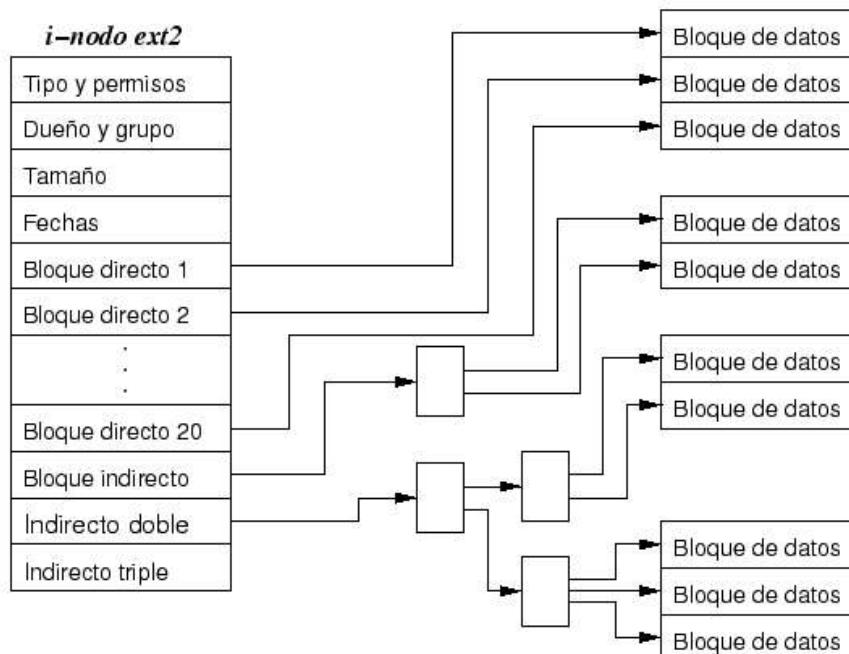 i-nodo ext2
Tipo y permisos
Dueño y grupo
Tamaño
Fechas
Bloque directo 1
Bloque directo 2
.
.
.
Bloque directo 20
Bloque indirecto
Indirecto doble
Indirecto triple
Bloque de datos
Bloque de datos
Bloque de datos
Bloque de datos
Bloque de datos
Bloque de datos
Bloque de datos
Bloque de datos
Bloque de datos
Bloque de datos